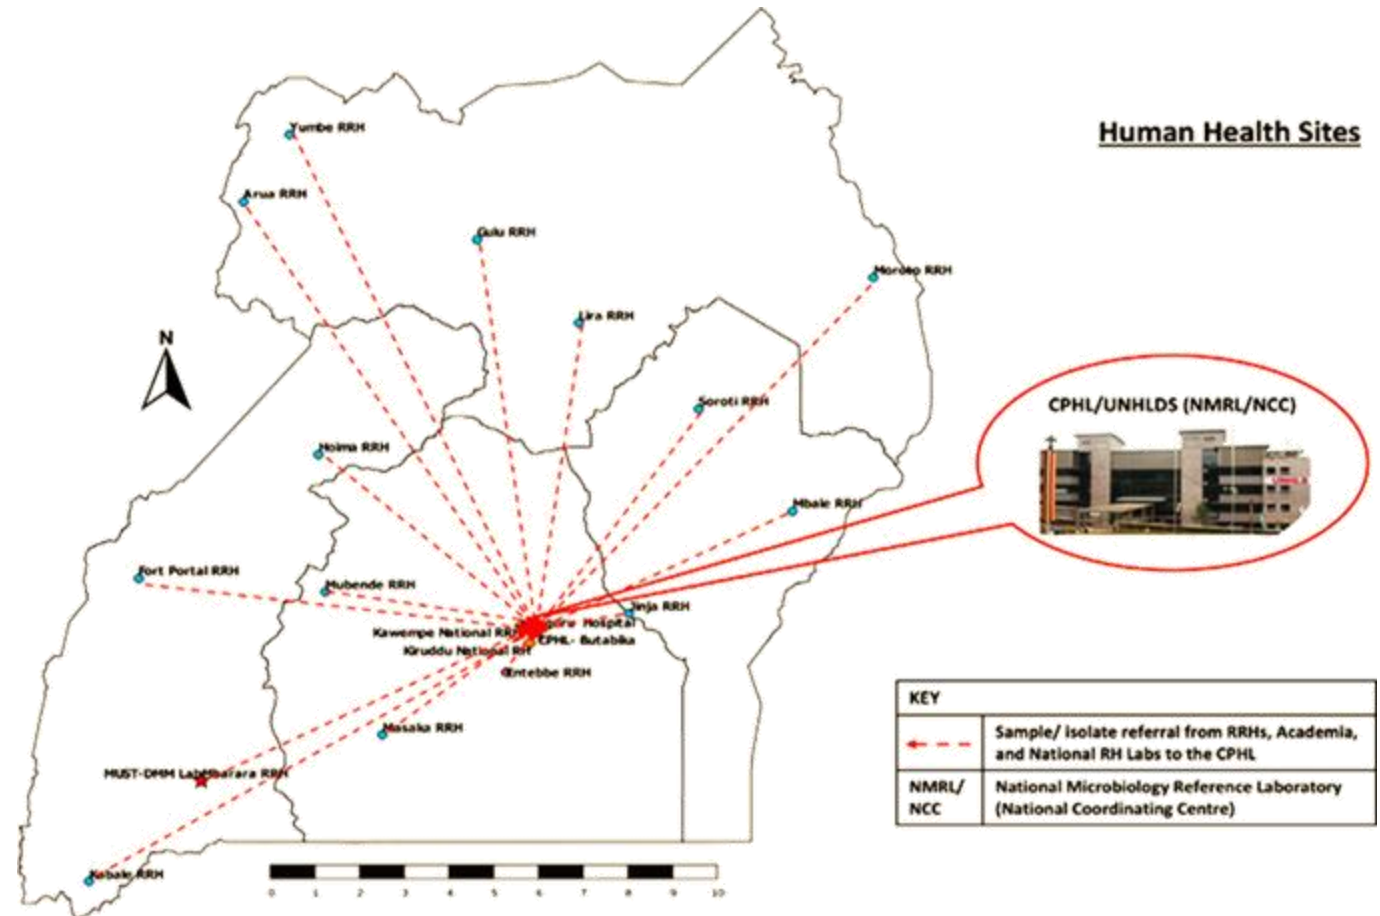 Human Health Sites
Yumbe RRH
Arua RRH
Gulu RRH
Moroto RRH
Lira RRH
N
CPHL/UNHLDS (NMRL/NCC)
Soroti RRH
Hoima RRH
Mbale RRH
Fort Portal RRH
Mubende RRH
Jinja RRH
Hospital
Kawempe National RRH
CPHL- Butabika
Kiruddu National RH
Entebbe RRH
Masaka RRH
MUST-DMM Lab
Mbarara RRH
Kabale RRH
KEY
Sample/ isolate referral from RRHs, Academia,
and National RH Labs to the CPHL
NMRL/
NCC
National Microbiology Reference Laboratory
(National Coordinating Centre)
0 1 2 3 4 5 6 7 8 9 10